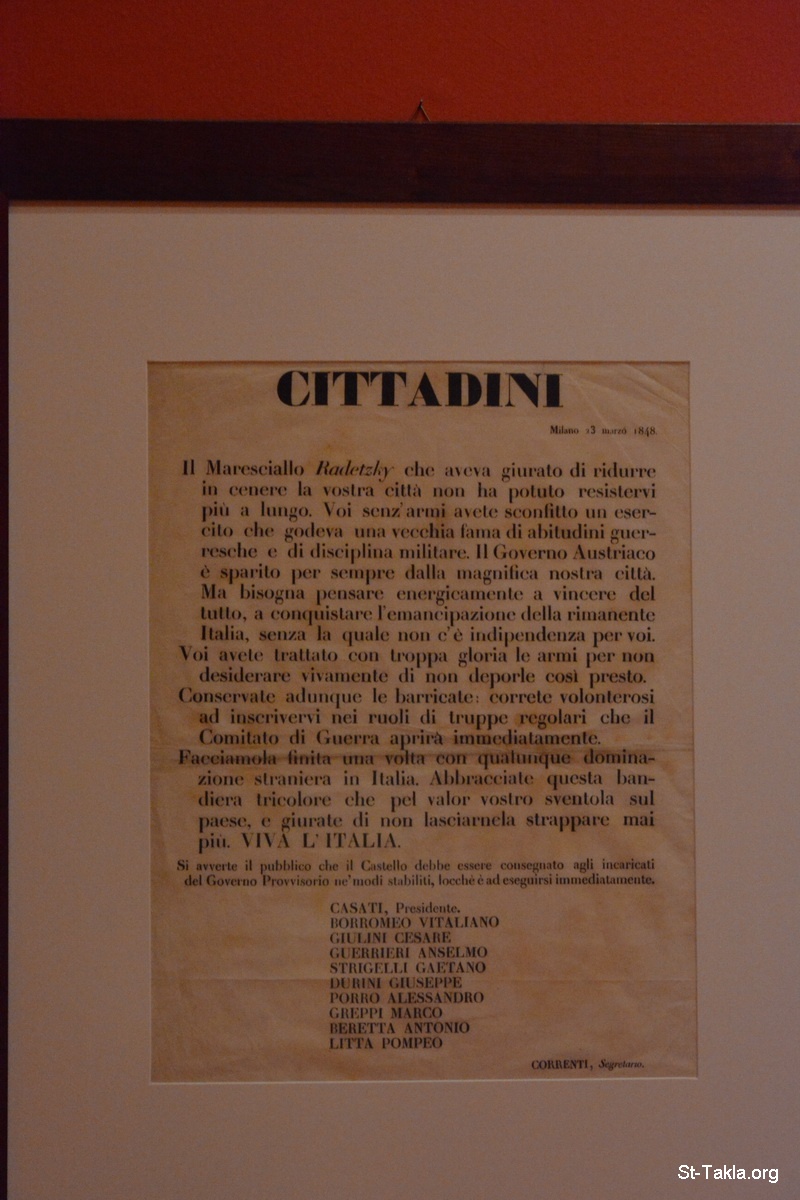 CITTADINI
Milano 23 marzo 1848.
Il Maresciallo Radetzky che aveva giurato di ridurre
in cenere la vostra città non ha potuto resistervi
più a lungo. Voi senz'armi avete sconfitto un eser-
cito che godeva una vecchia fama di abitudini guer-
resche e di disciplina militare. Il Governo Austriaco
è sparito per sempre dalla magnifica nostra città.
Ma bisogna pensare energicamente a vincere del
tutto, a conquistare l'emancipazione della rimanente
Italia, senza la quale non c'è indipendenza per voi.
Voi avete trattato con troppa gloria le armi per non
desiderare vivamente di non deporle così presto.
Conservate adunque le barricate: correte volonterosi
ad inscrivervi nei ruoli di truppe regolari che il
Comitato di Guerra aprirà immediatamente.
Facciamola finita una volta con qualunque domina-
zione straniera in Italia. Abbracciate questa ban-
diera tricolore che pel valor vostro sventola sul
paese, e giurate di non lasciarnela strappare mai
più. VIVA L'ITALIA.
Si avverte il pubblico che il Castello debbe essere consegnato agli incaricati
del Governo Provvisorio ne' modi stabiliti, locchè è ad eseguirsi immediatamente.
CASATI, Presidente.
BORROMEO VITALIANO
GIULINI CESARE
GUERRIERI ANSELMO
STRIGELLI GAETANO
DURINI GIUSEPPE
PORRO ALESSANDRO
GREPPI MARCO
BERETTA ANTONIO
LITTA POMPEO
CORRENTI, Segretario.
St-Takla.org